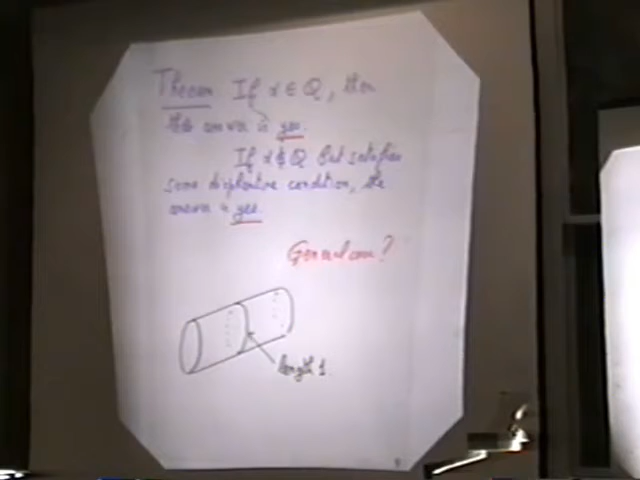 Theorem If α ∈ Q, then
the answer is yes.
If α ∉ Q but satisfies
some diophantine condition, the
answer is yes.
General case?
length 1.